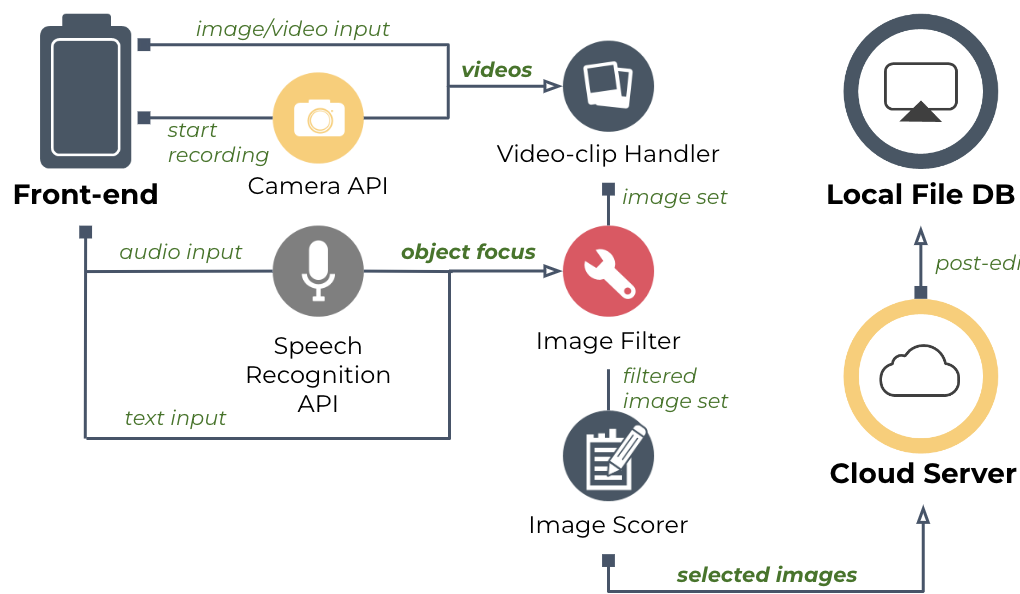 image/video input
videos
start
recording
Camera API
Video-clip Handler
Front-end
Local File DB
image set
audio input
object focus
post-edi
Speech
Recognition
API
Image Filter
filtered
image set
text input
Cloud Server
Image Scorer
selected images